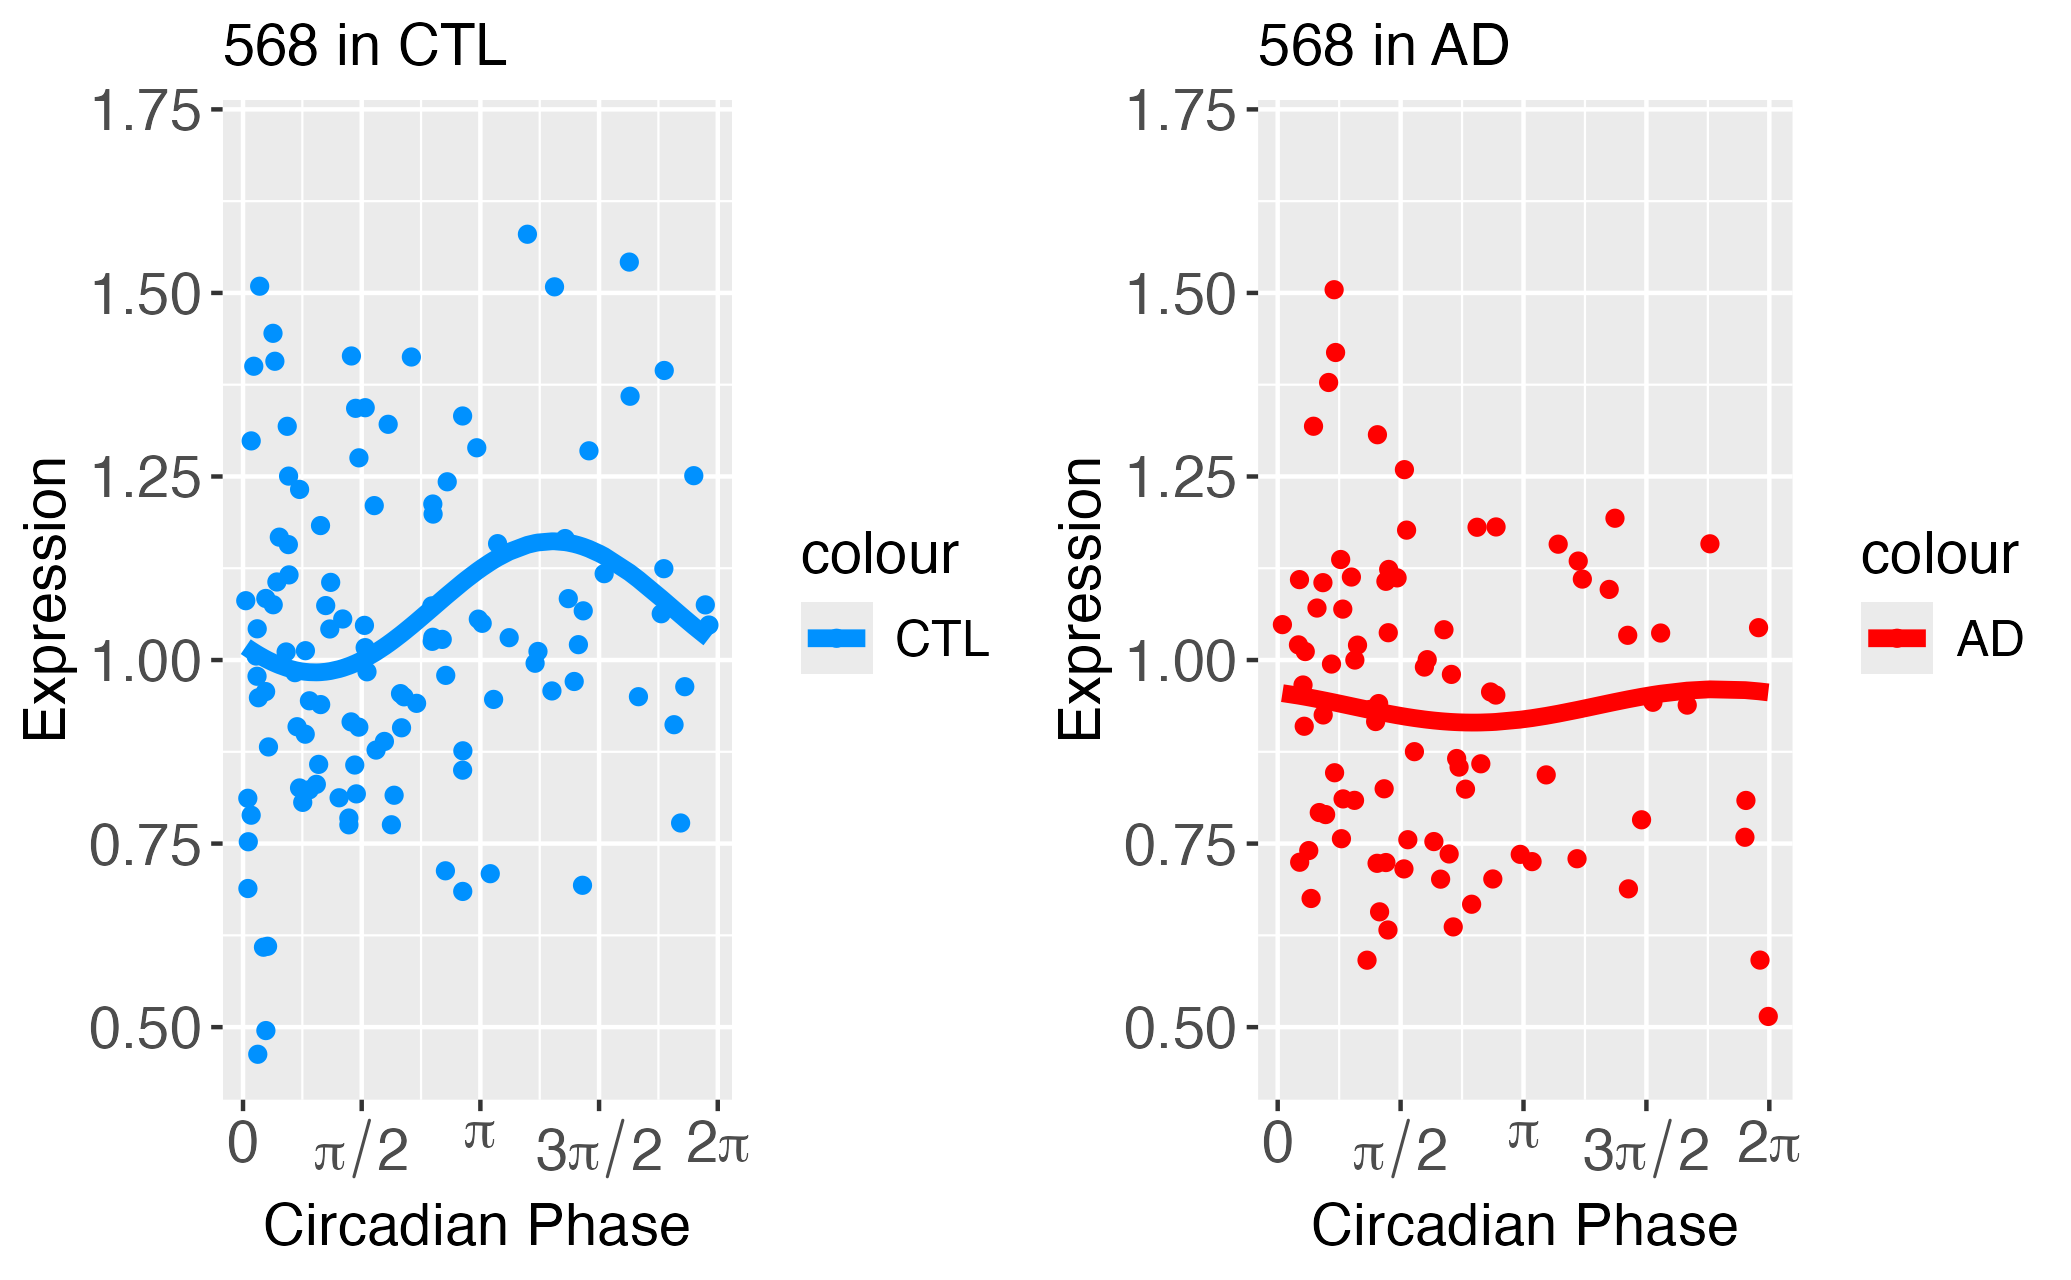 568 in CTL
Expression
1.75
1.50
1.25
1.00
0.75
0.50
0
π/2
π
3π/2
2π
Circadian Phase
colour
CTL
568 in AD
Expression
1.75
1.50
1.25
1.00
0.75
0.50
0
π/2
π
3π/2
2π
Circadian Phase
colour
AD